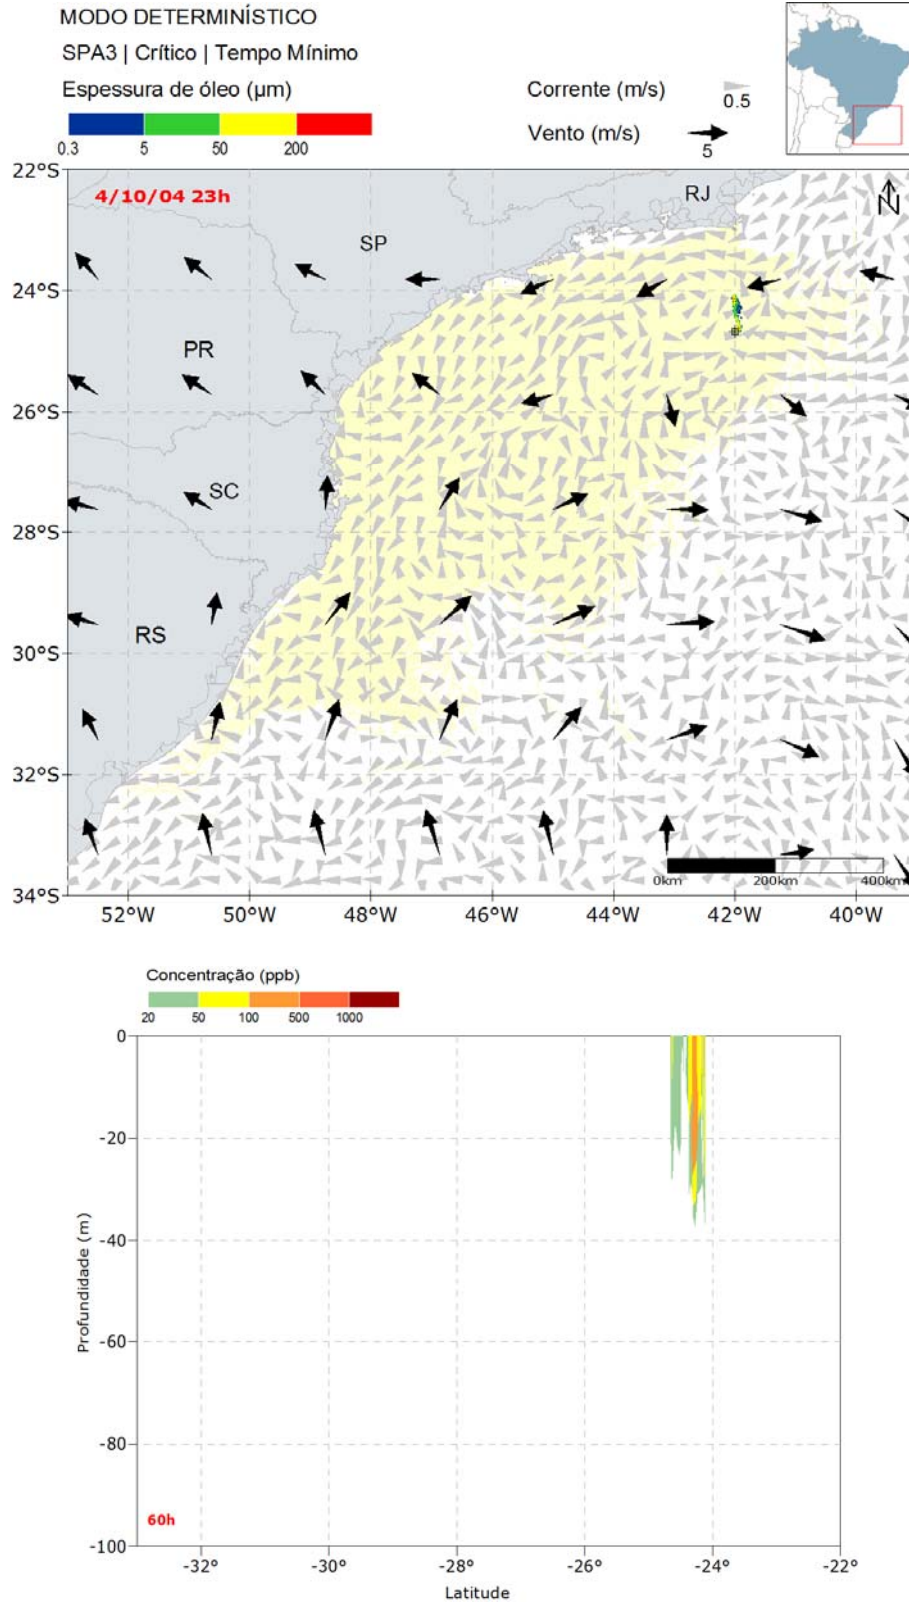 MODO DETERMINÍSTICO
SPA3 | Crítico | Tempo Mínimo
Espessura de óleo (µm)
0.3 5 50 200
Corrente (m/s)
0.5
Vento (m/s)
5
22°S
24°S
26°S
28°S
30°S
32°S
34°S
4/10/04 23h
RJ
N
SP
PR
SC
RS
0km 200km 400km
52°W 50°W 48°W 46°W 44°W 42°W 40°W
Concentração (ppb)
20 50 100 500 1000
0
-20
-40
-60
-80
-100
Profundidade (m)
60h
-32° -30° -28° -26° -24° -22°
Latitude